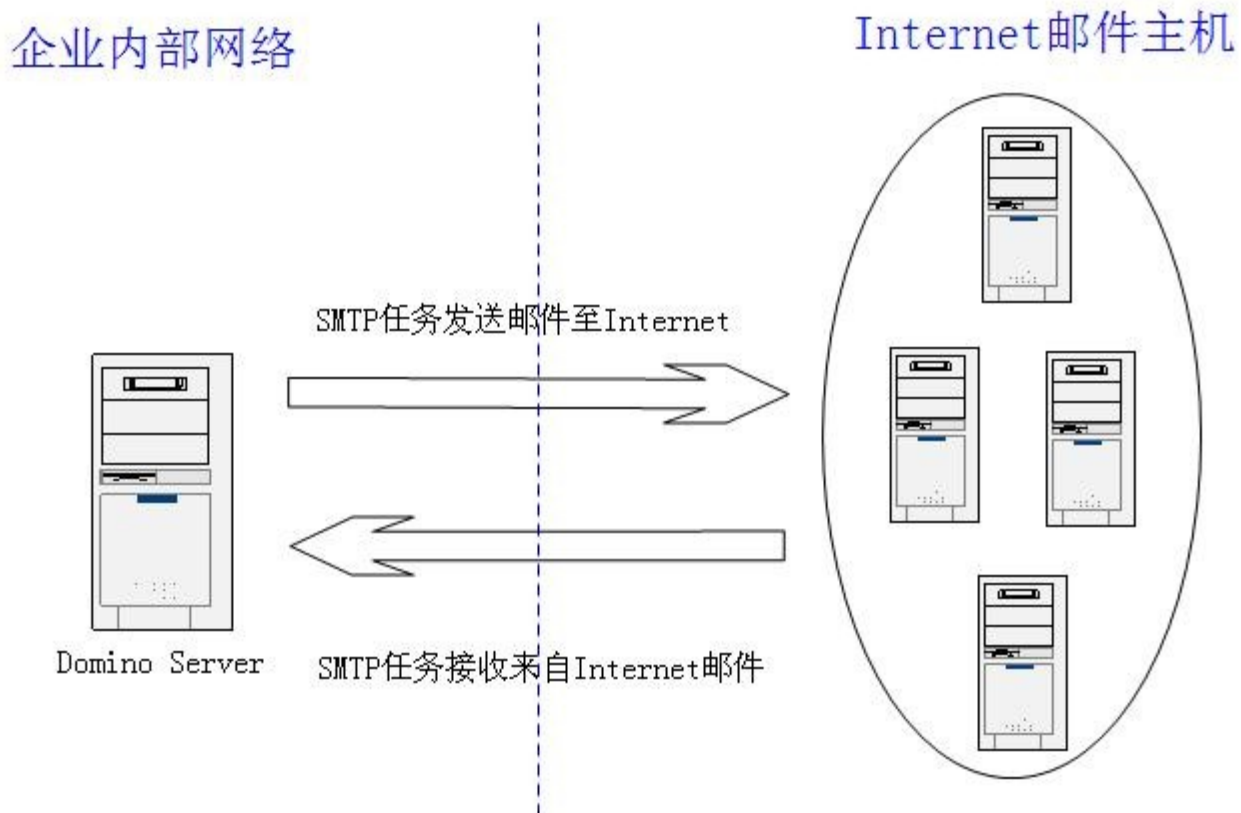 企业内部网络
Internet邮件主机
SMTP任务发送邮件至Internet
Domino Server
SMTP任务接收来自Internet邮件